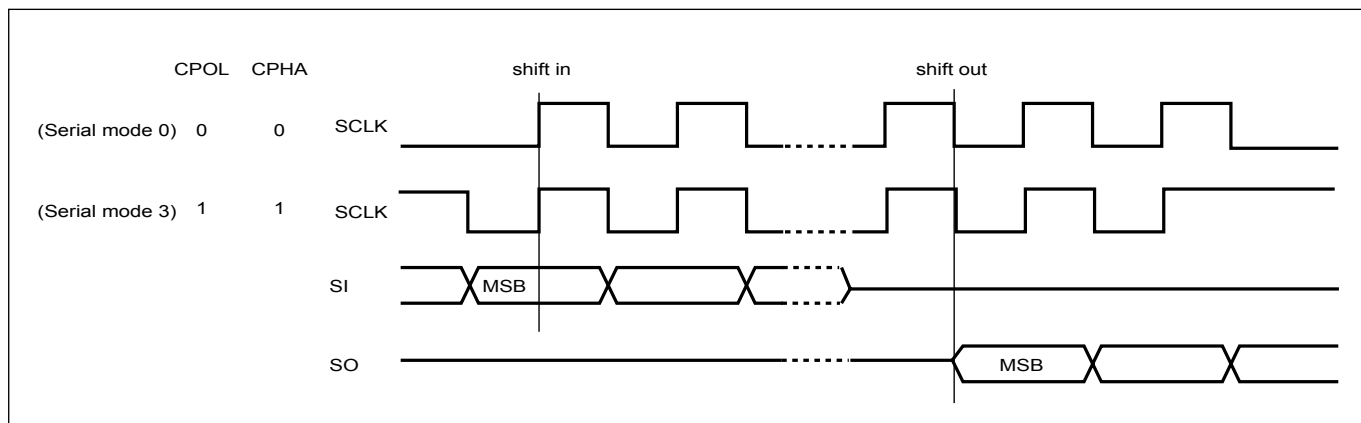 CPOL CPHA shift in shift out
(Serial mode 0) 0 0 SCLK
(Serial mode 3) 1 1 SCLK
SI MSB
SO MSB